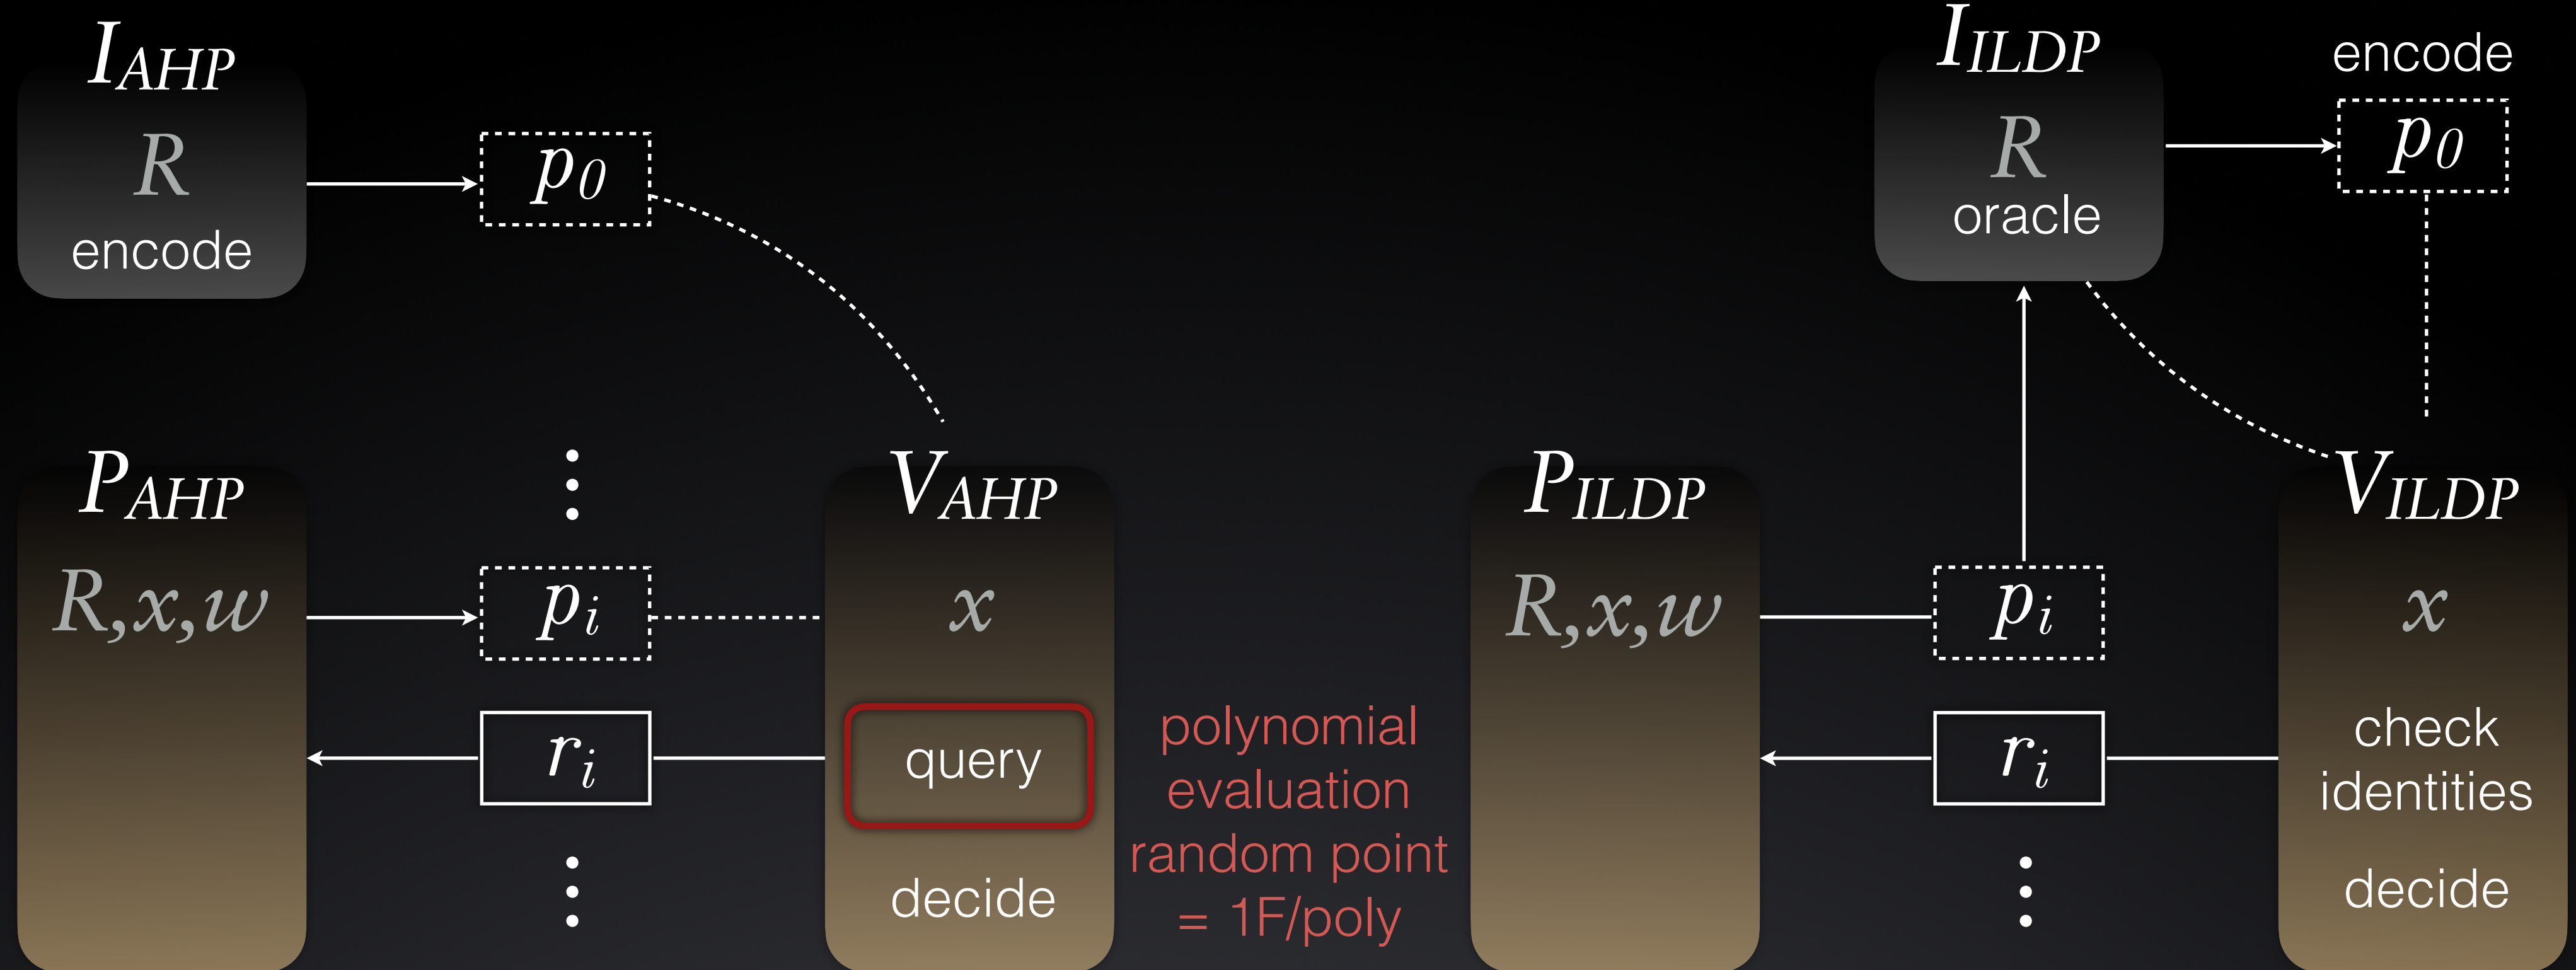 I_AHP
R
encode
p_0
P_AHP
R,x,w
p_i
r_i
V_AHP
x
query
decide
polynomial
evaluation
random point
= 1F/poly
I_ILDP
R
oracle
encode
p_0
P_ILDP
R,x,w
p_i
r_i
V_ILDP
x
check
identities
decide